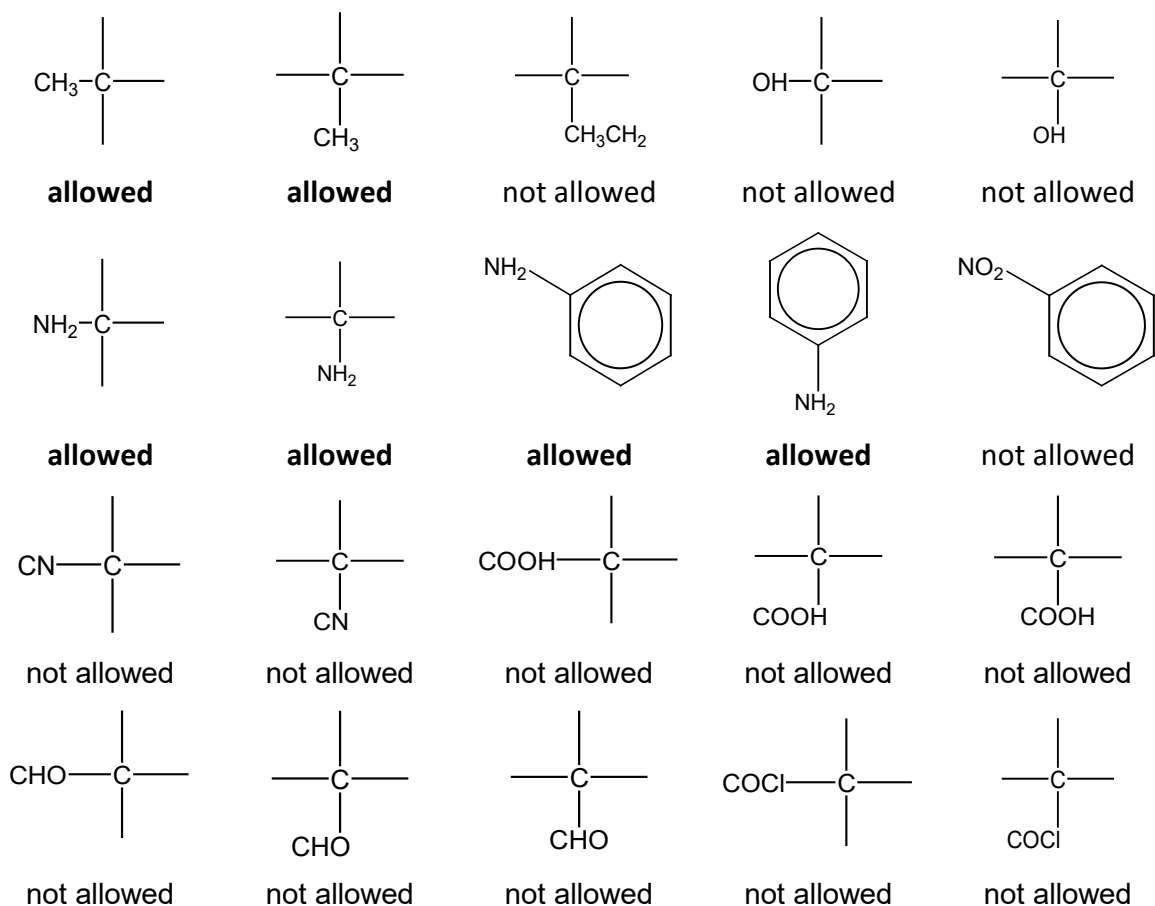 CH₃ C C C OH C C
CH₃ CH₃CH₂ OH
allowed allowed not allowed not allowed not allowed
NH₂ NO₂
NH₂ C C
NH₂ NH₂
allowed allowed allowed allowed not allowed
CN C C COOH C C C
CN COOH COOH
not allowed not allowed not allowed not allowed not allowed
CHO C C C COCl C C
CHO CHO COCl
not allowed not allowed not allowed not allowed not allowed